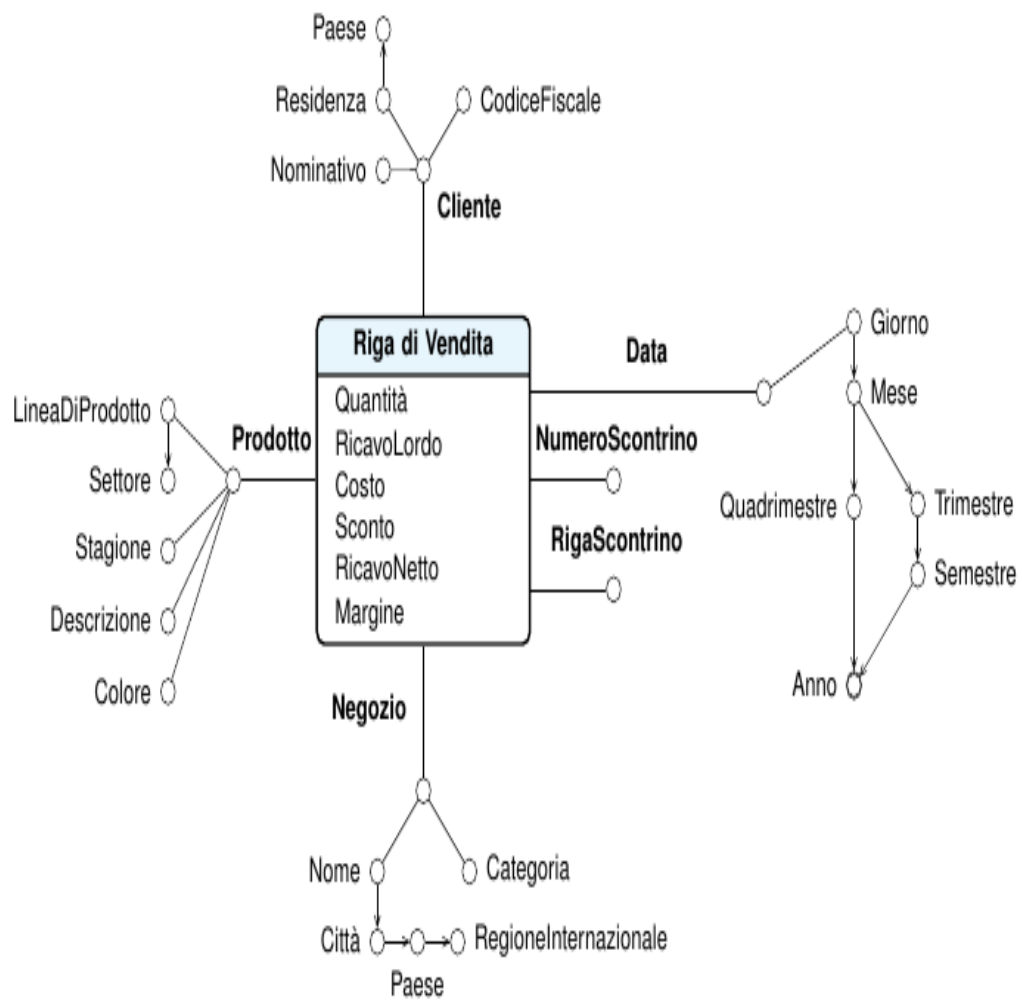 Paese
Residenza
CodiceFiscale
Nominativo
Cliente
Riga di Vendita
Quantità
RicavoLordo
Costo
Sconto
RicavoNetto
Margine
Data
Giorno
Mese
Quadrimestre
Trimestre
Semestre
Anno
NumeroScontrino
RigaScontrino
LineaDiProdotto
Prodotto
Settore
Stagione
Descrizione
Colore
Negozio
Nome
Categoria
Città
RegioneInternazionale
Paese